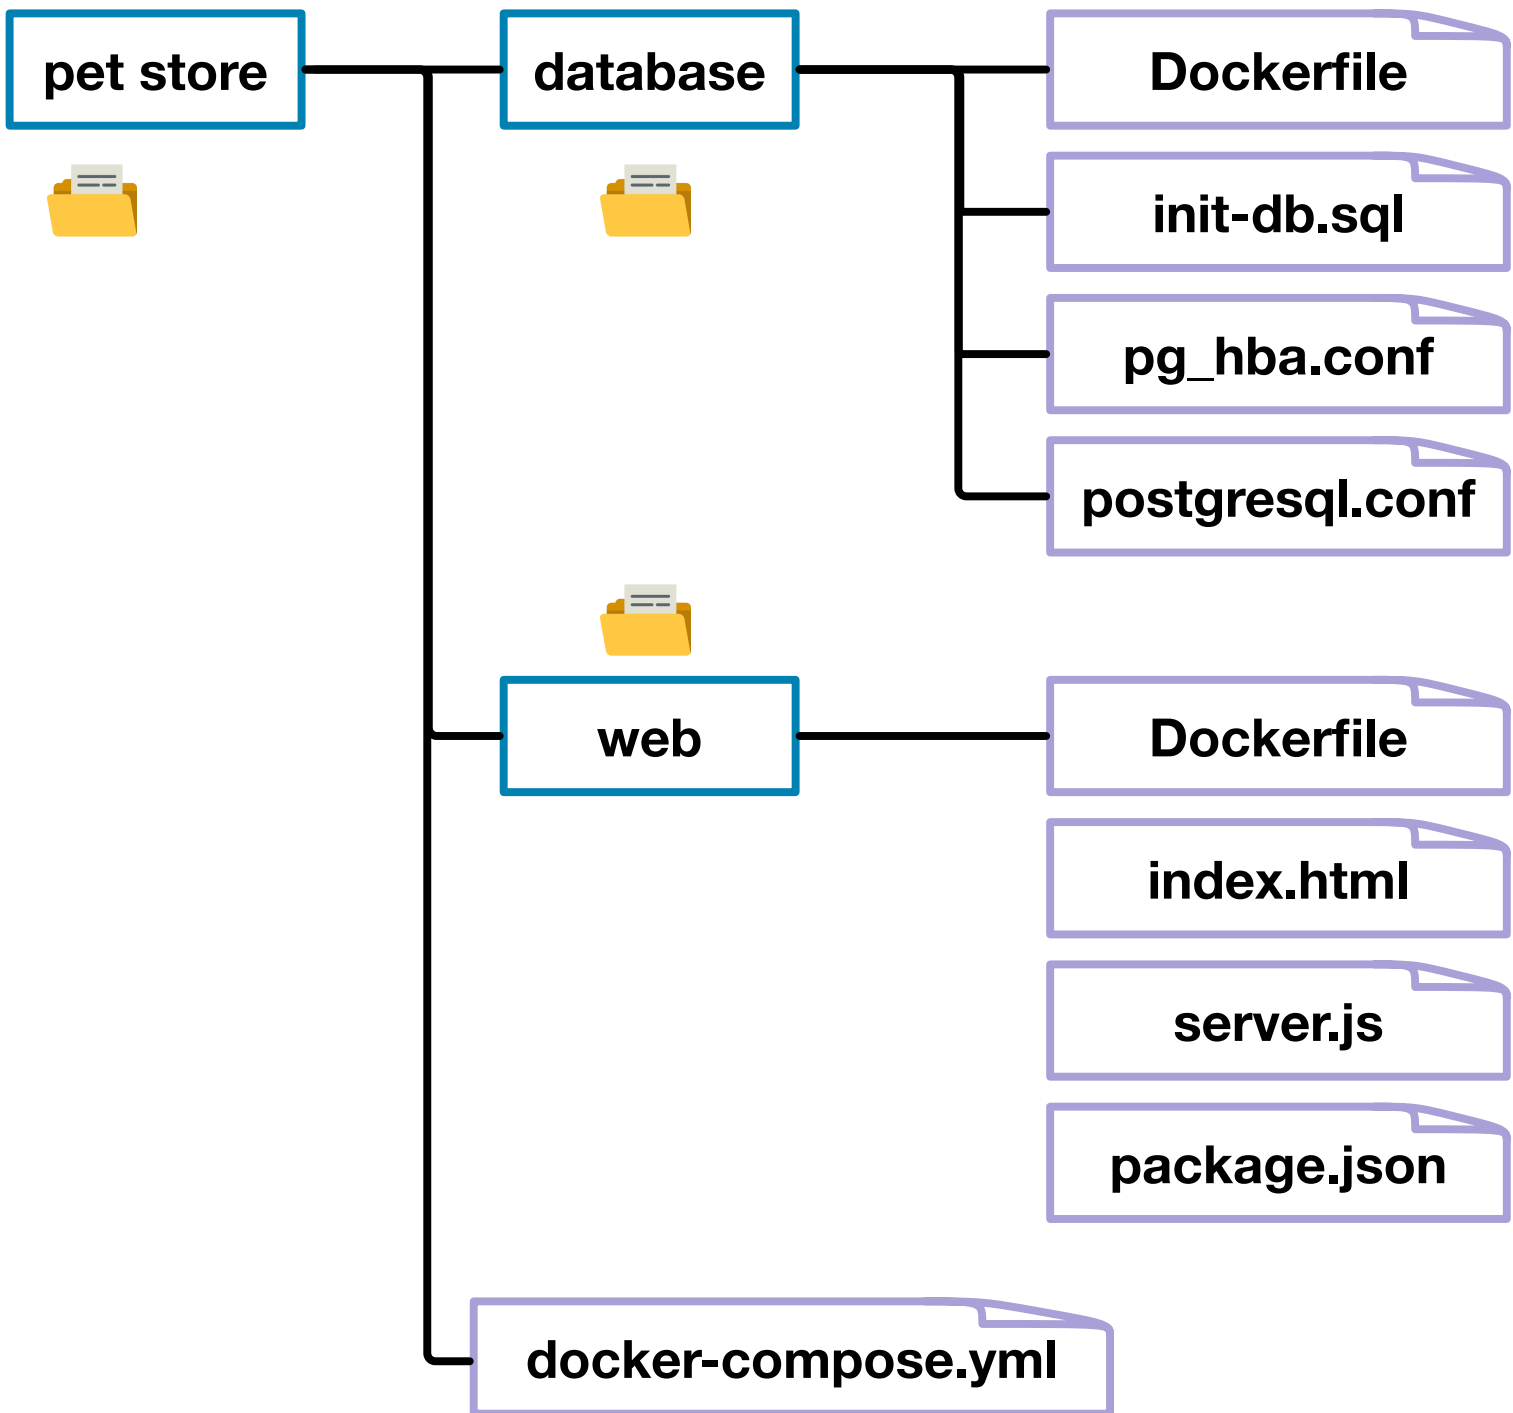 pet store
database
Dockerfile
init-db.sql
pg_hba.conf
postgresql.conf
web
Dockerfile
index.html
server.js
package.json
docker-compose.yml